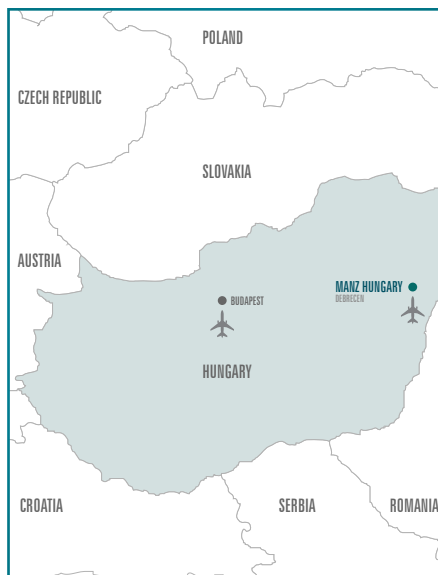 POLAND
CZECH REPUBLIC
SLOVAKIA
AUSTRIA
MANZ HUNGARY
DEBRECEN
BUDAPEST
HUNGARY
CROATIA
SERBIA
ROMANIA